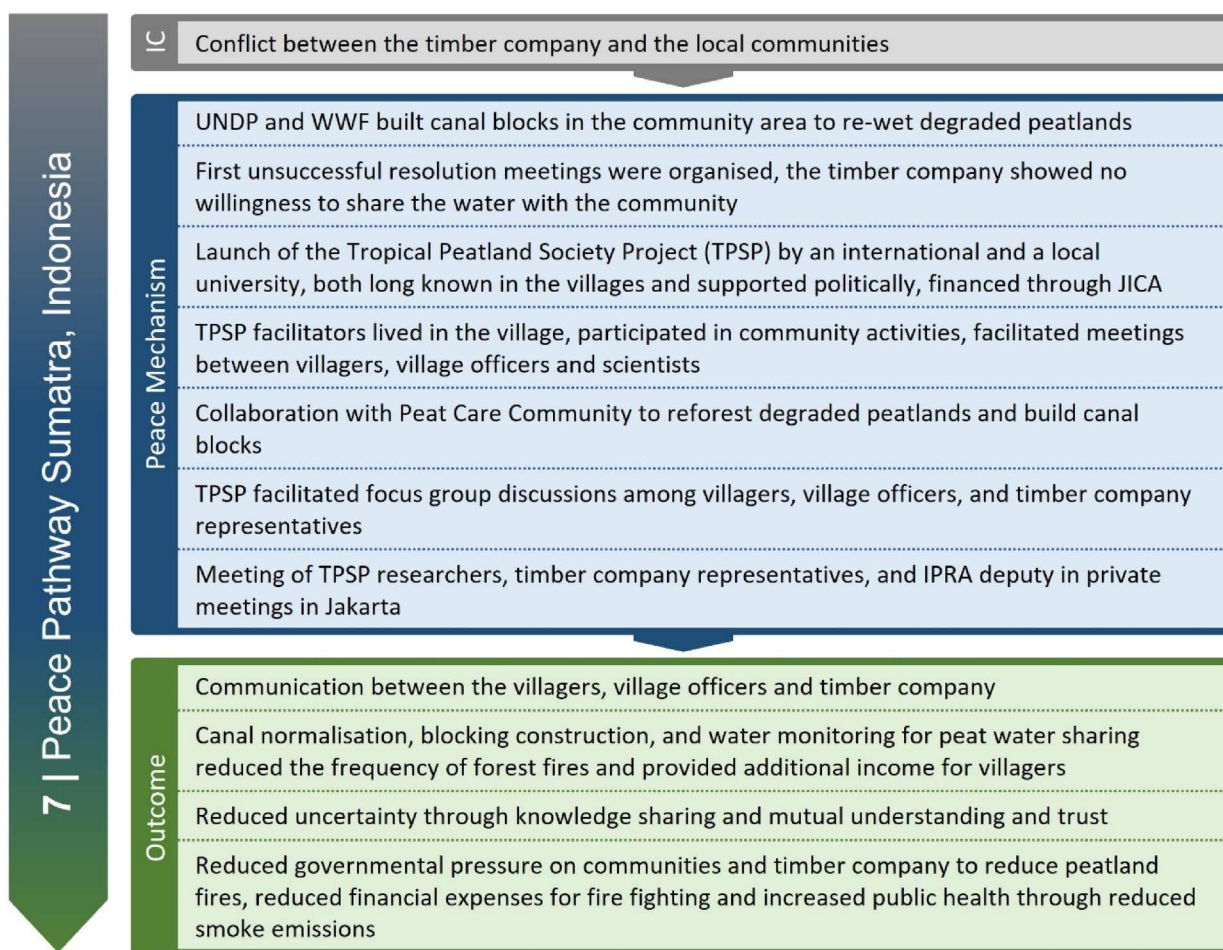 7 | Peace Pathway Sumatra, Indonesia
IC
Conflict between the timber company and the local communities
Peace Mechanism
UNDP and WWF built canal blocks in the community area to re-wet degraded peatlands
First unsuccessful resolution meetings were organised, the timber company showed no
willingness to share the water with the community
Launch of the Tropical Peatland Society Project (TPSP) by an international and a local
university, both long known in the villages and supported politically, financed through JICA
TPSP facilitators lived in the village, participated in community activities, facilitated meetings
between villagers, village officers and scientists
Collaboration with Peat Care Community to reforest degraded peatlands and build canal
blocks
TPSP facilitated focus group discussions among villagers, village officers, and timber company
representatives
Meeting of TPSP researchers, timber company representatives, and IPRA deputy in private
meetings in Jakarta
Outcome
Communication between the villagers, village officers and timber company
Canal normalisation, blocking construction, and water monitoring for peat water sharing
reduced the frequency of forest fires and provided additional income for villagers
Reduced uncertainty through knowledge sharing and mutual understanding and trust
Reduced governmental pressure on communities and timber company to reduce peatland
fires, reduced financial expenses for fire fighting and increased public health through reduced
smoke emissions